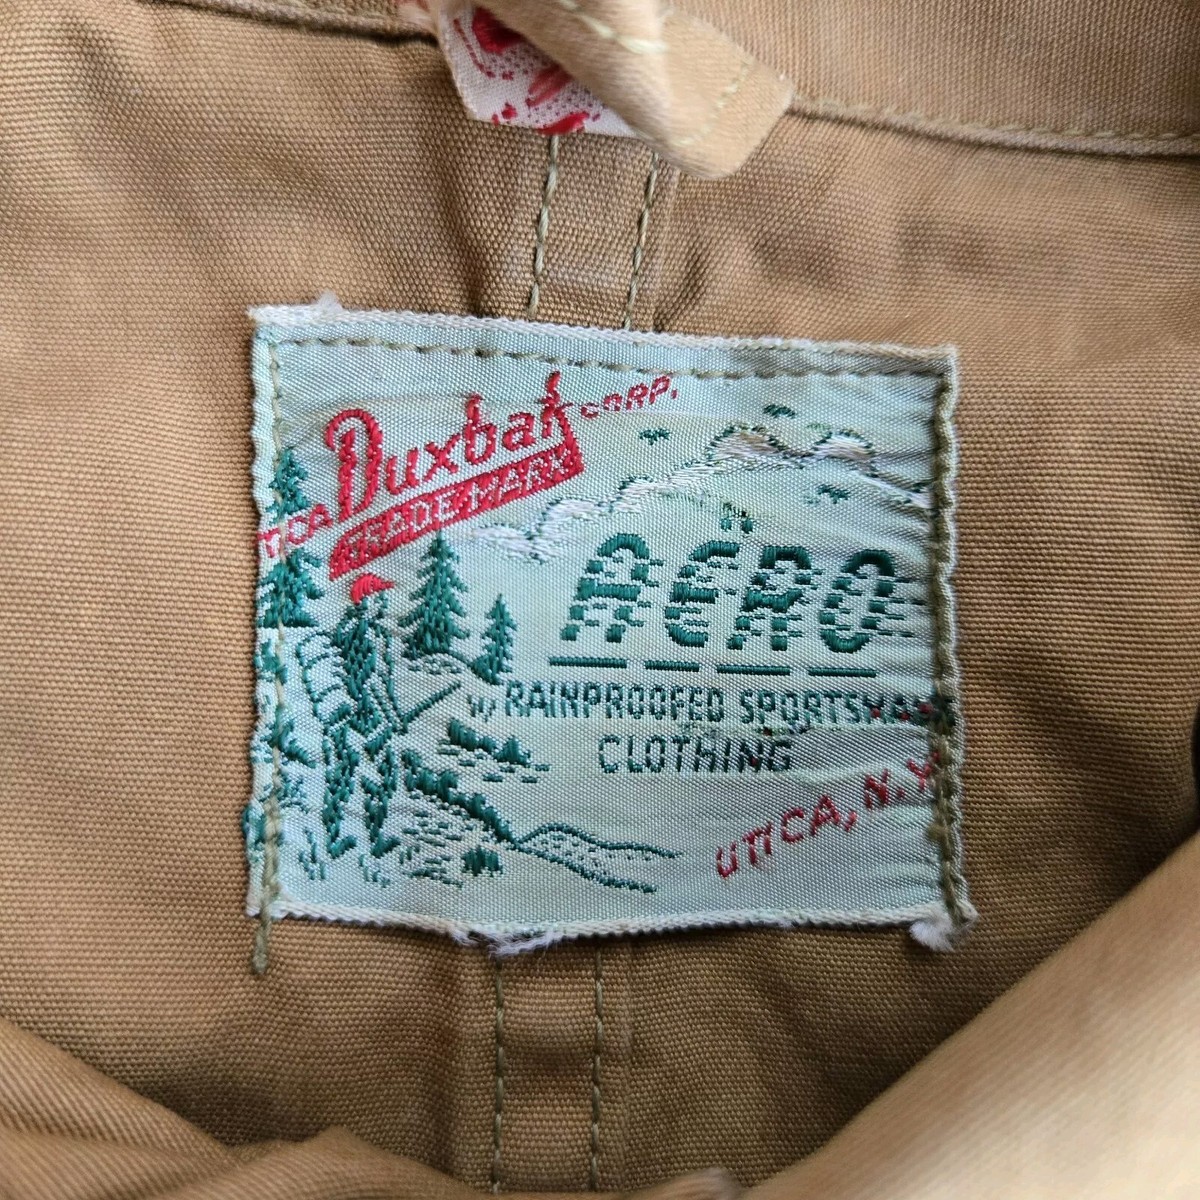 UTICA Duxbak CORP.
TRADE-MARK
AERO
RAINPROOFED SPORTSMAN'S
CLOTHING
UTICA, N.Y.